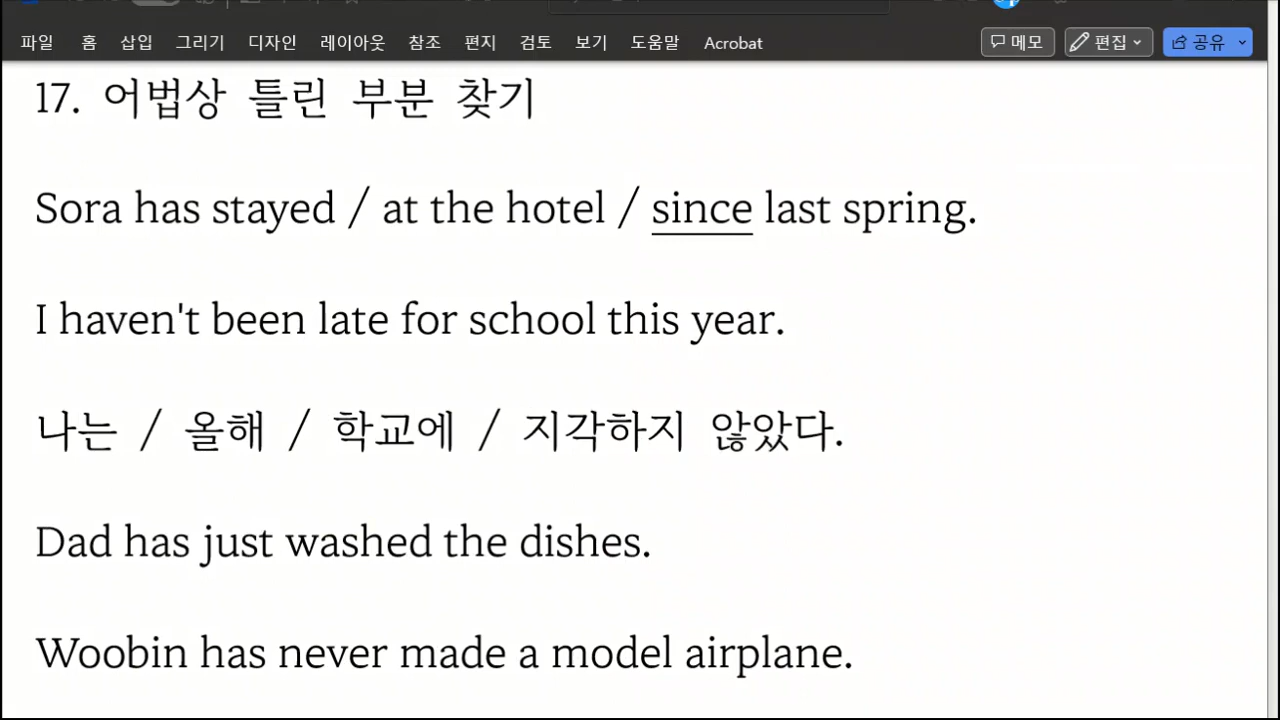 파일 홈 삽입 그리기 디자인 레이아웃 참조 편지 검토 보기 도움말 Acrobat 메모 편집 공유
17. 어법상 틀린 부분 찾기
Sora has stayed / at the hotel / since last spring.
I haven't been late for school this year.
나는 / 올해 / 학교에 / 지각하지 않았다.
Dad has just washed the dishes.
Woobin has never made a model airplane.